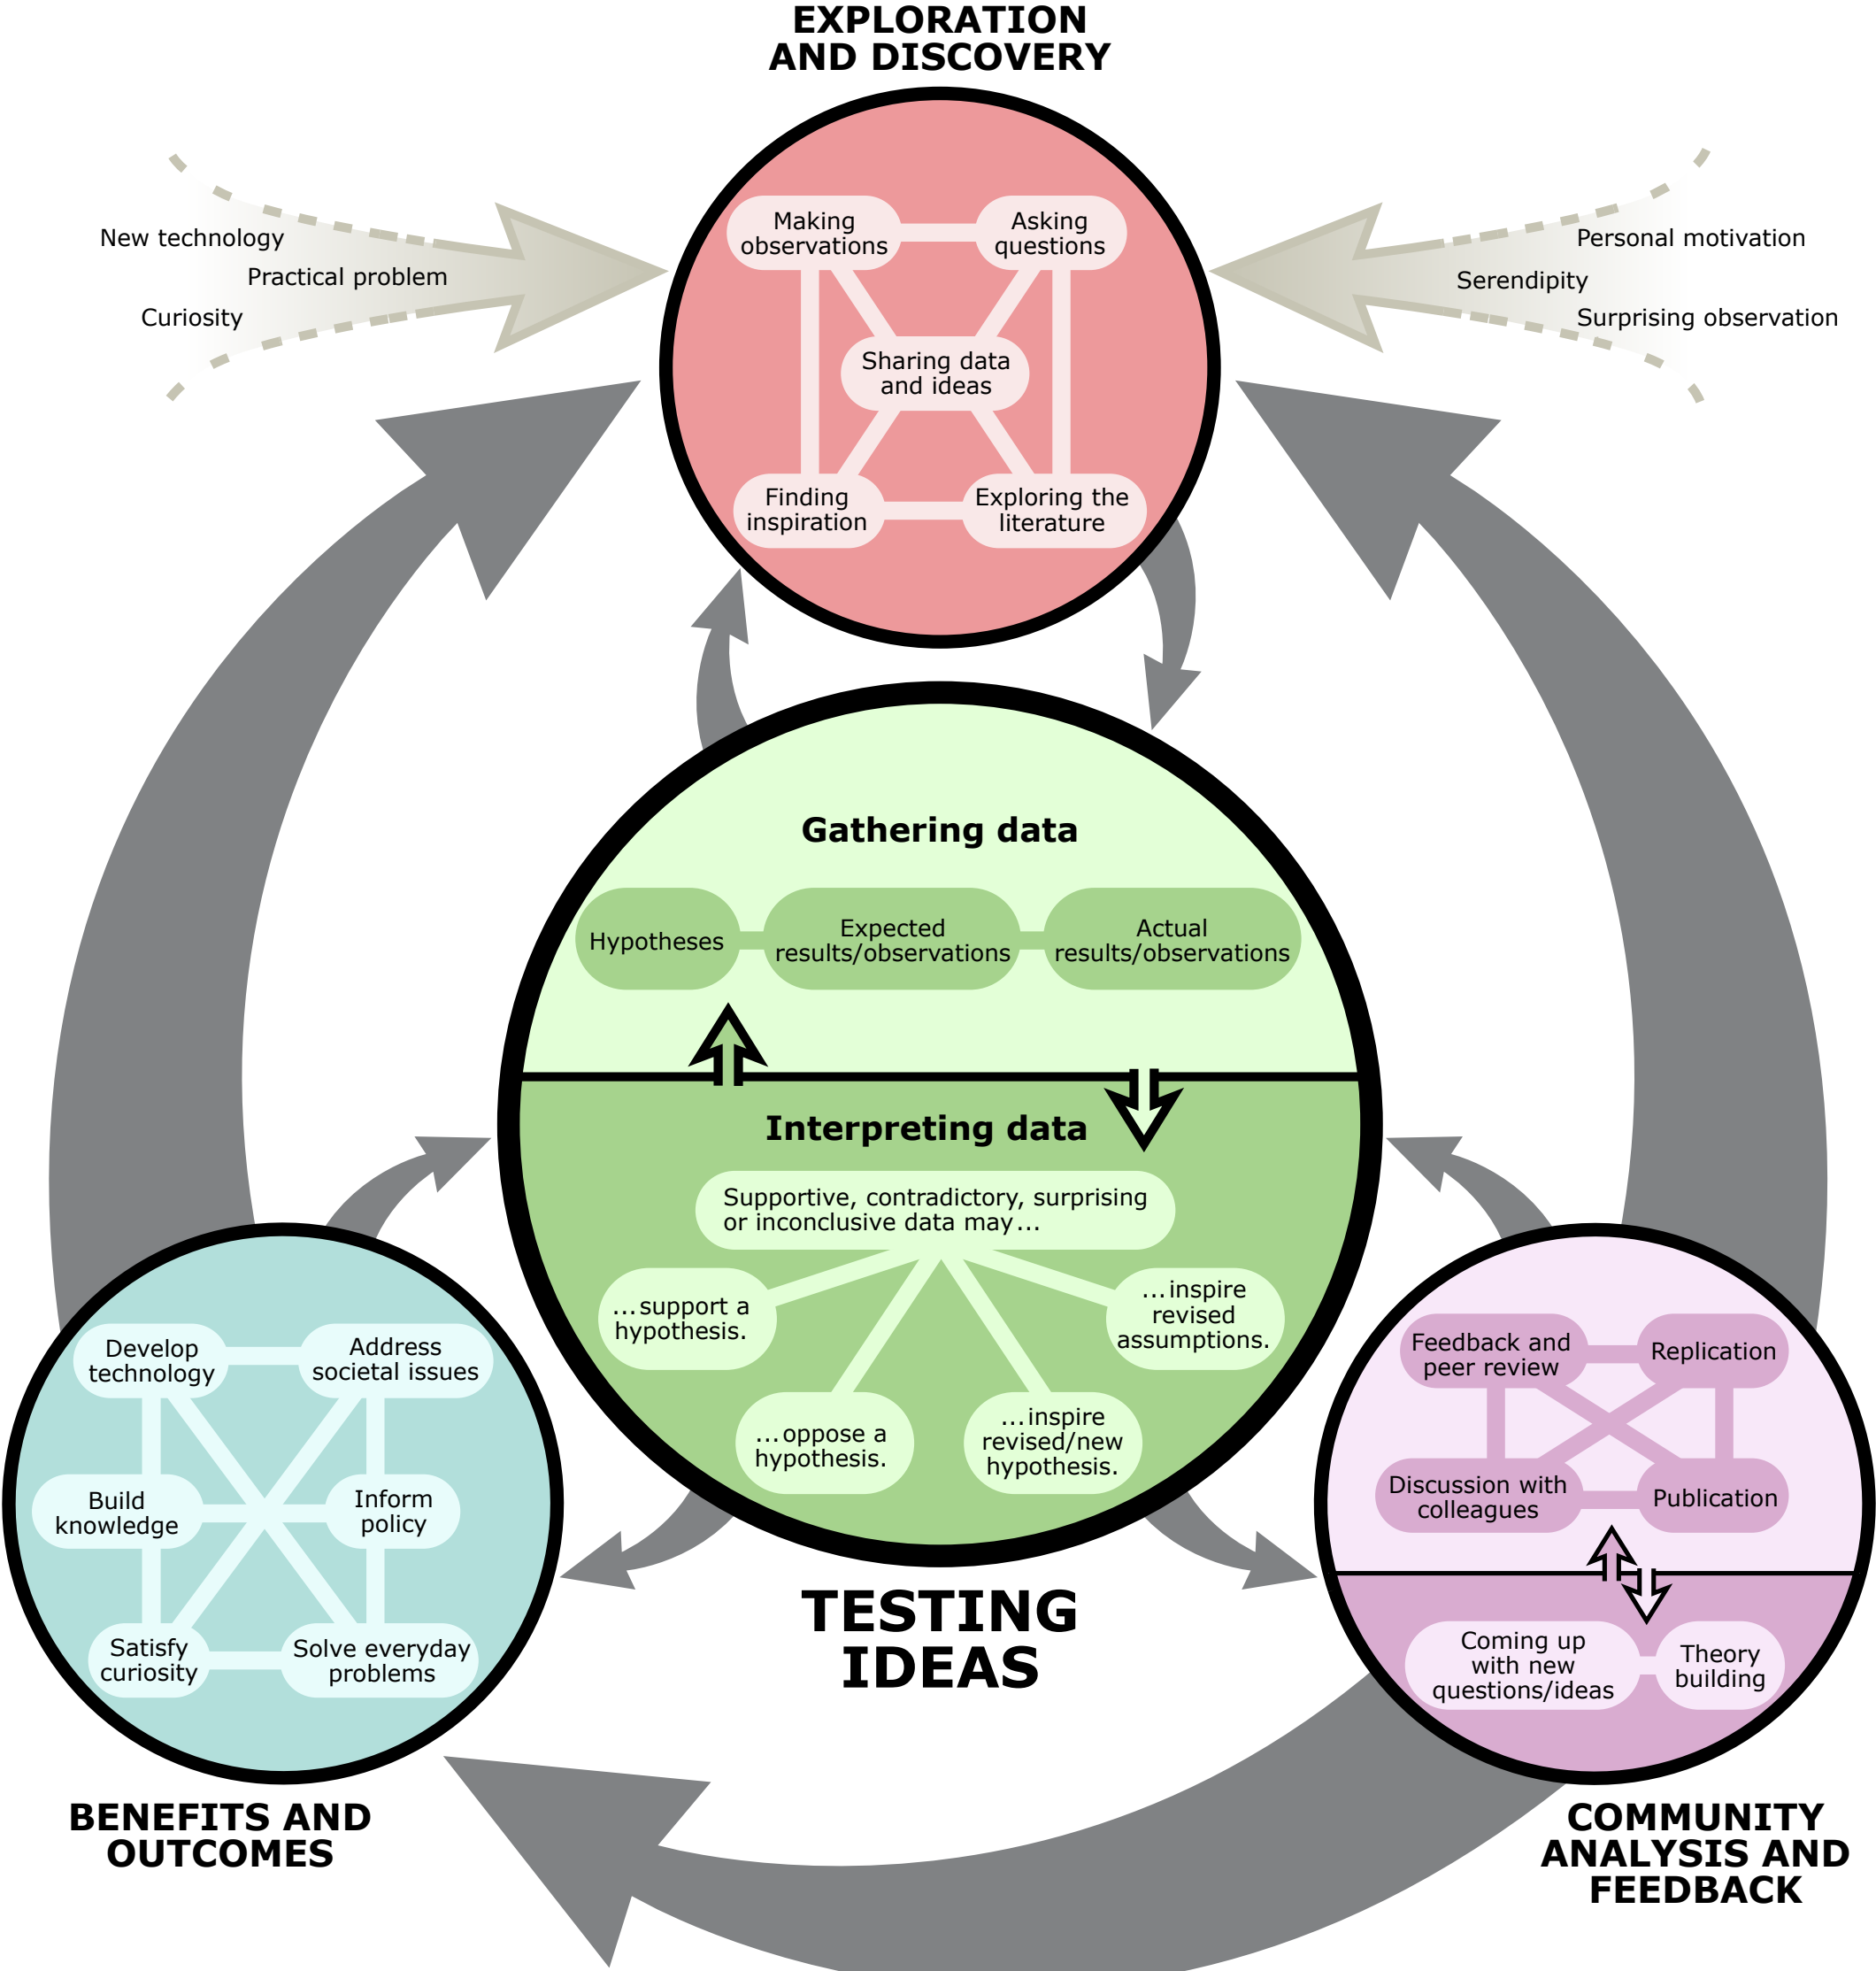 EXPLORATION
AND DISCOVERY
New technology
Practical problem
Curiosity
Personal motivation
Serendipity
Surprising observation
Making
observations
Asking
questions
Sharing data
and ideas
Finding
inspiration
Exploring the
literature
Gathering data
Hypotheses
Expected
results/observations
Actual
results/observations
Interpreting data
Supportive, contradictory, surprising
or inconclusive data may...
...support a
hypothesis.
...oppose a
hypothesis.
...inspire
revised/new
hypothesis.
...inspire
revised
assumptions.
TESTING
IDEAS
Develop
technology
Address
societal issues
Build
knowledge
Inform
policy
Satisfy
curiosity
Solve everyday
problems
BENEFITS AND
OUTCOMES
Feedback and
peer review
Replication
Discussion with
colleagues
Publication
Coming up
with new
questions/ideas
Theory
building
COMMUNITY
ANALYSIS AND
FEEDBACK